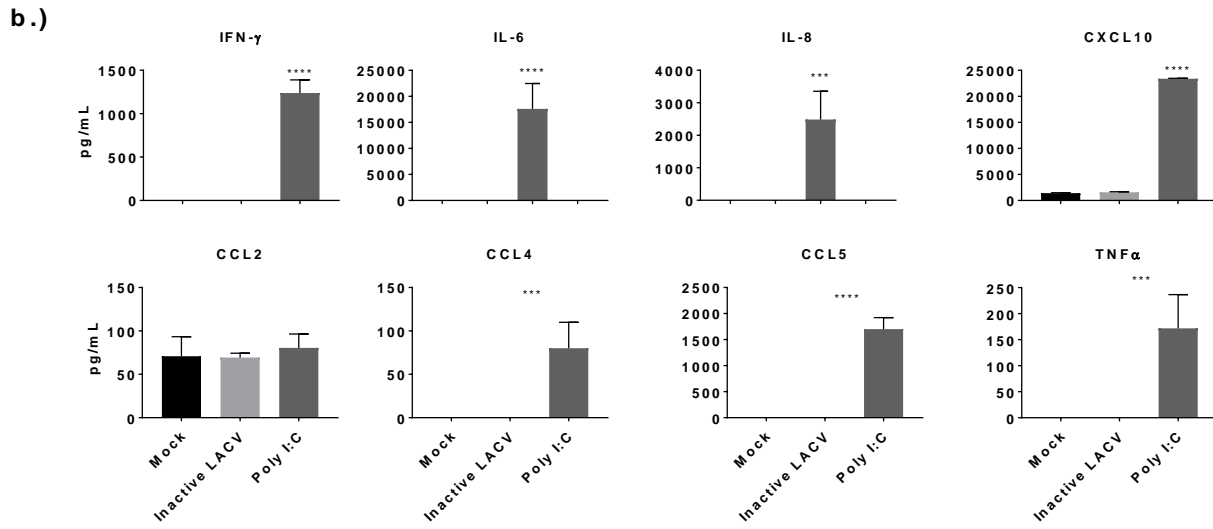 b.)
IFN-γ
1500
1000
500
0
pg/mL
****
IL-6
25000
20000
15000
10000
5000
0
****
IL-8
4000
3000
2000
1000
0
***
CXCL10
25000
20000
15000
10000
5000
0
****
CCL2
150
100
50
0
pg/mL
Mock
Inactive LACV
Poly I:C
CCL4
150
100
50
0
***
Mock
Inactive LACV
Poly I:C
CCL5
2500
2000
1500
1000
500
0
****
Mock
Inactive LACV
Poly I:C
TNFα
250
200
150
100
50
0
***
Mock
Inactive LACV
Poly I:C